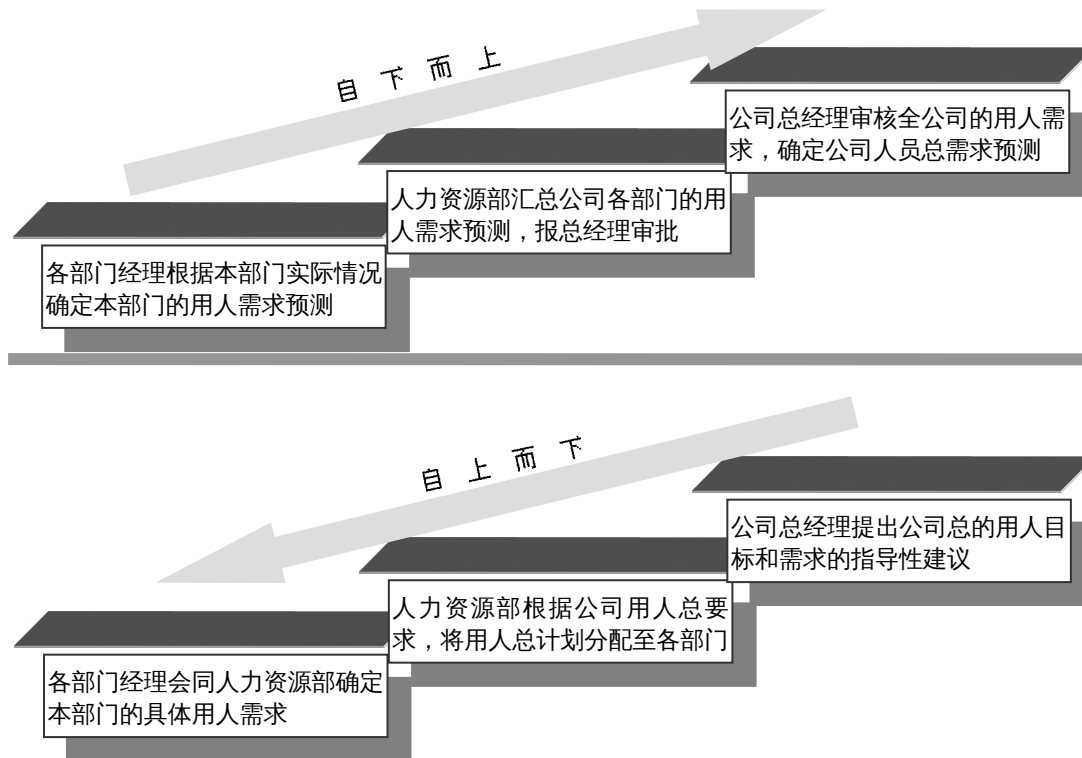 自下而上
公司总经理审核全公司的用人需
求，确定公司人员总需求预测
人力资源部汇总公司各部门的用
人需求预测，报总经理审批
各部门经理根据本部门实际情况
确定本部门的用人需求预测
自上而下
公司总经理提出公司总的用人目
标和需求的指导性建议
人力资源部根据公司用人总要
求，将用人总计划分配至各部门
各部门经理会同人力资源部确定
本部门的具体用人需求